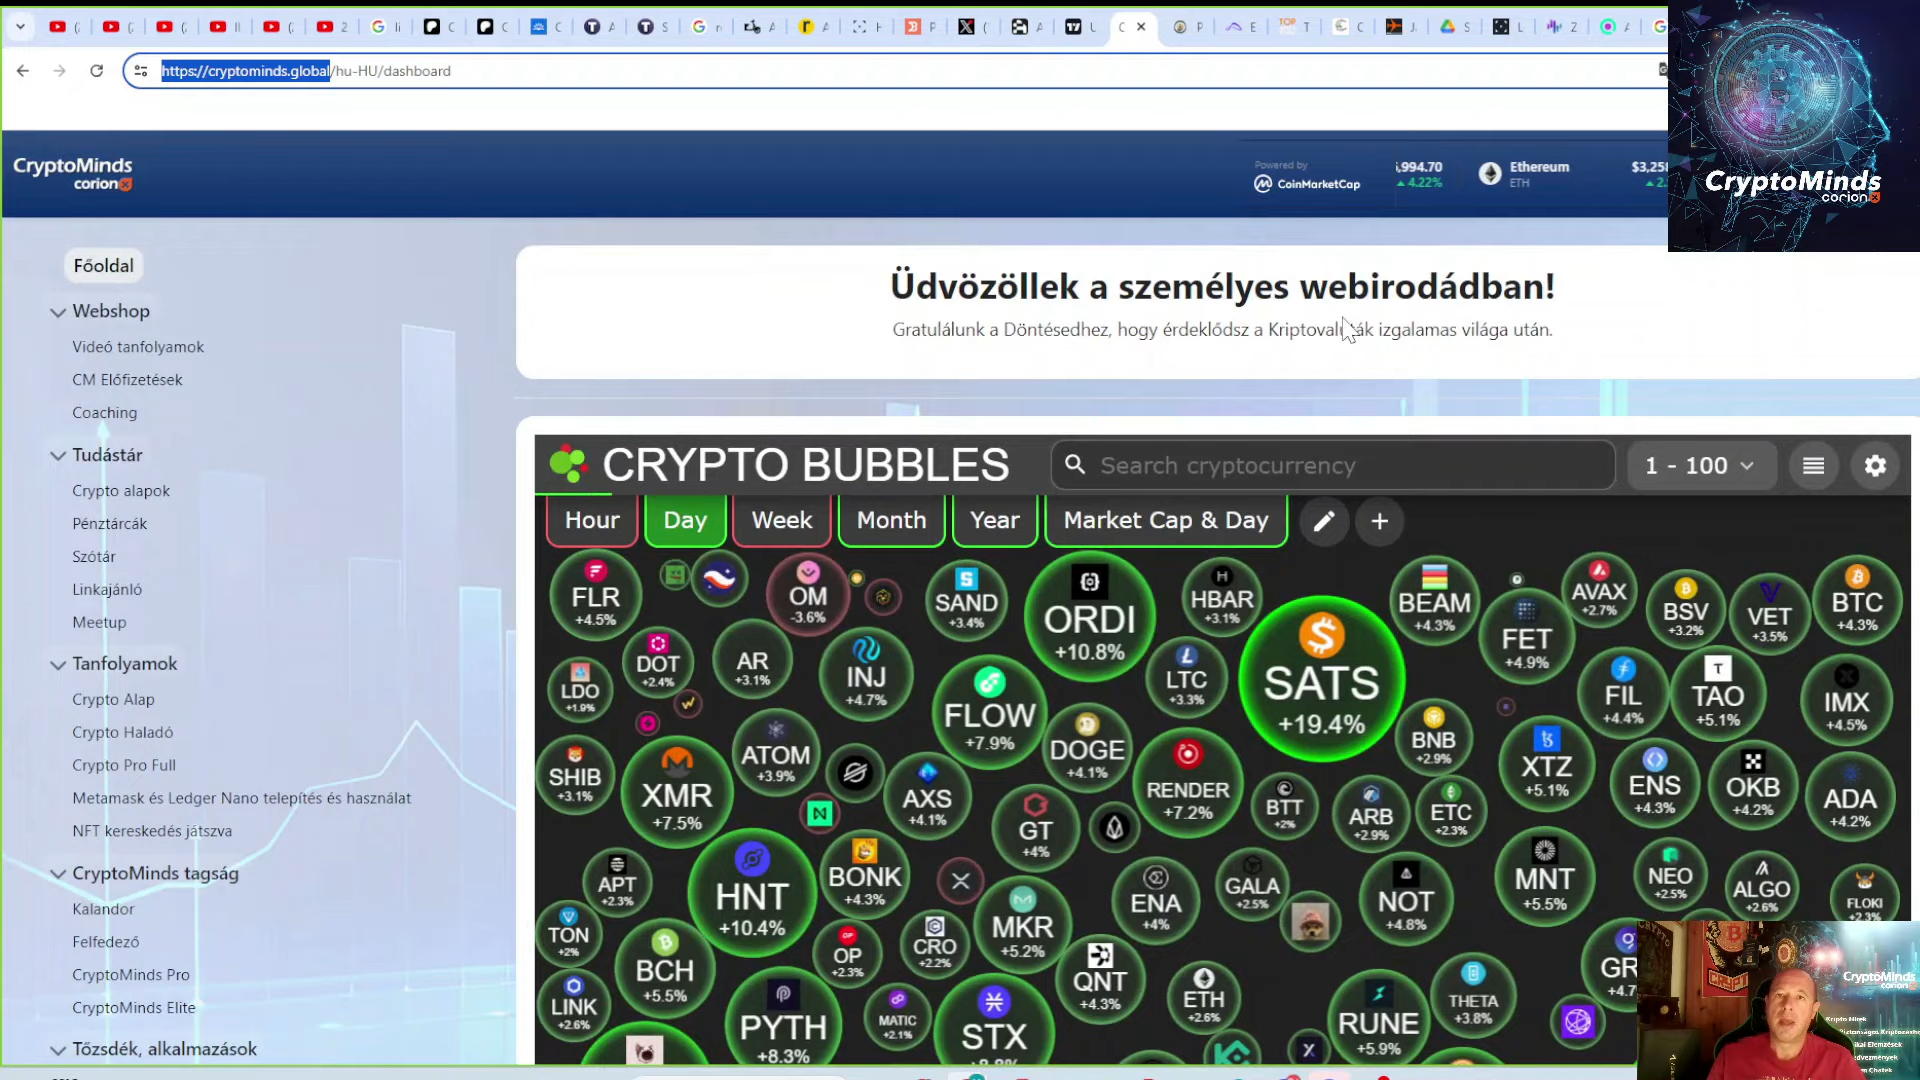 https://cryptominds.global/hu-HU/dashboard
CryptoMinds
corion
Powered by
CoinMarketCap
,994.70
4.22%
Ethereum
ETH
CryptoMinds
corion
Főoldal
Webshop
Videó tanfolyamok
CM Előfizetések
Coaching
Tudástár
Crypto alapok
Pénztárcák
Szótár
Linkajánló
Meetup
Tanfolyamok
Crypto Alap
Crypto Haladó
Crypto Pro Full
Metamask és Ledger Nano telepítés és használat
NFT kereskedés játszva
CryptoMinds tagság
Kalandor
Felfedező
CryptoMinds Pro
CryptoMinds Elite
Tőzsdék, alkalmazások
Üdvözöllek a személyes webirodádban!
Gratulálunk a Döntésedhez, hogy érdeklődsz a Kriptovaluták izgalamas világa után.
CRYPTO BUBBLES
Search cryptocurrency
1 - 100
Hour
Day
Week
Month
Year
Market Cap & Day
FLR
+4.5%
OM
-3.6%
SAND
+3.4%
ORDI
+10.8%
HBAR
+3.1%
SATS
+19.4%
BEAM
+4.3%
FET
+4.9%
AVAX
+2.7%
BSV
+3.2%
VET
+3.5%
BTC
+4.3%
LDO
+1.9%
DOT
+2.4%
AR
+3.1%
INJ
+4.7%
FLOW
+7.9%
DOGE
+4.1%
LTC
+3.3%
BNB
+2.9%
FIL
+4.4%
TAO
+5.1%
IMX
+4.5%
SHIB
+3.1%
XMR
+7.5%
ATOM
+3.9%
AXS
+4.1%
GT
+4%
RENDER
+7.2%
BTT
+2%
ARB
+2.9%
ETC
+2.3%
XTZ
+5.1%
ENS
+4.3%
OKB
+4.2%
ADA
+4.2%
APT
+2.3%
HNT
+10.4%
BONK
+4.3%
MKR
+5.2%
ENA
+4%
GALA
+2.5%
NOT
+4.8%
MNT
+5.5%
NEO
+2.5%
ALGO
+2.6%
FLOKI
+2.3%
TON
+2%
BCH
+5.5%
OP
+2.3%
CRO
+2.2%
QNT
+4.3%
ETH
+2.6%
LINK
+2.6%
PYTH
+8.3%
MATIC
+2.1%
STX
RUNE
+5.9%
THETA
+3.8%
CryptoMinds
corion